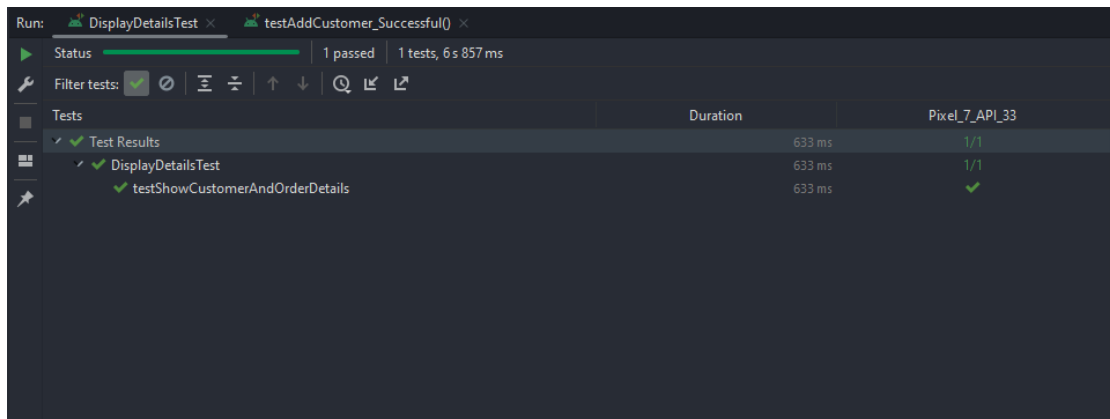 Run: DisplayDetailsTest testAddCustomer_Successful()
Status 1 passed 1 tests, 6 s 857 ms
Filter tests:
Tests Duration Pixel_7_API_33
Test Results 633 ms 1/1
DisplayDetailsTest 633 ms 1/1
testShowCustomerAndOrderDetails 633 ms